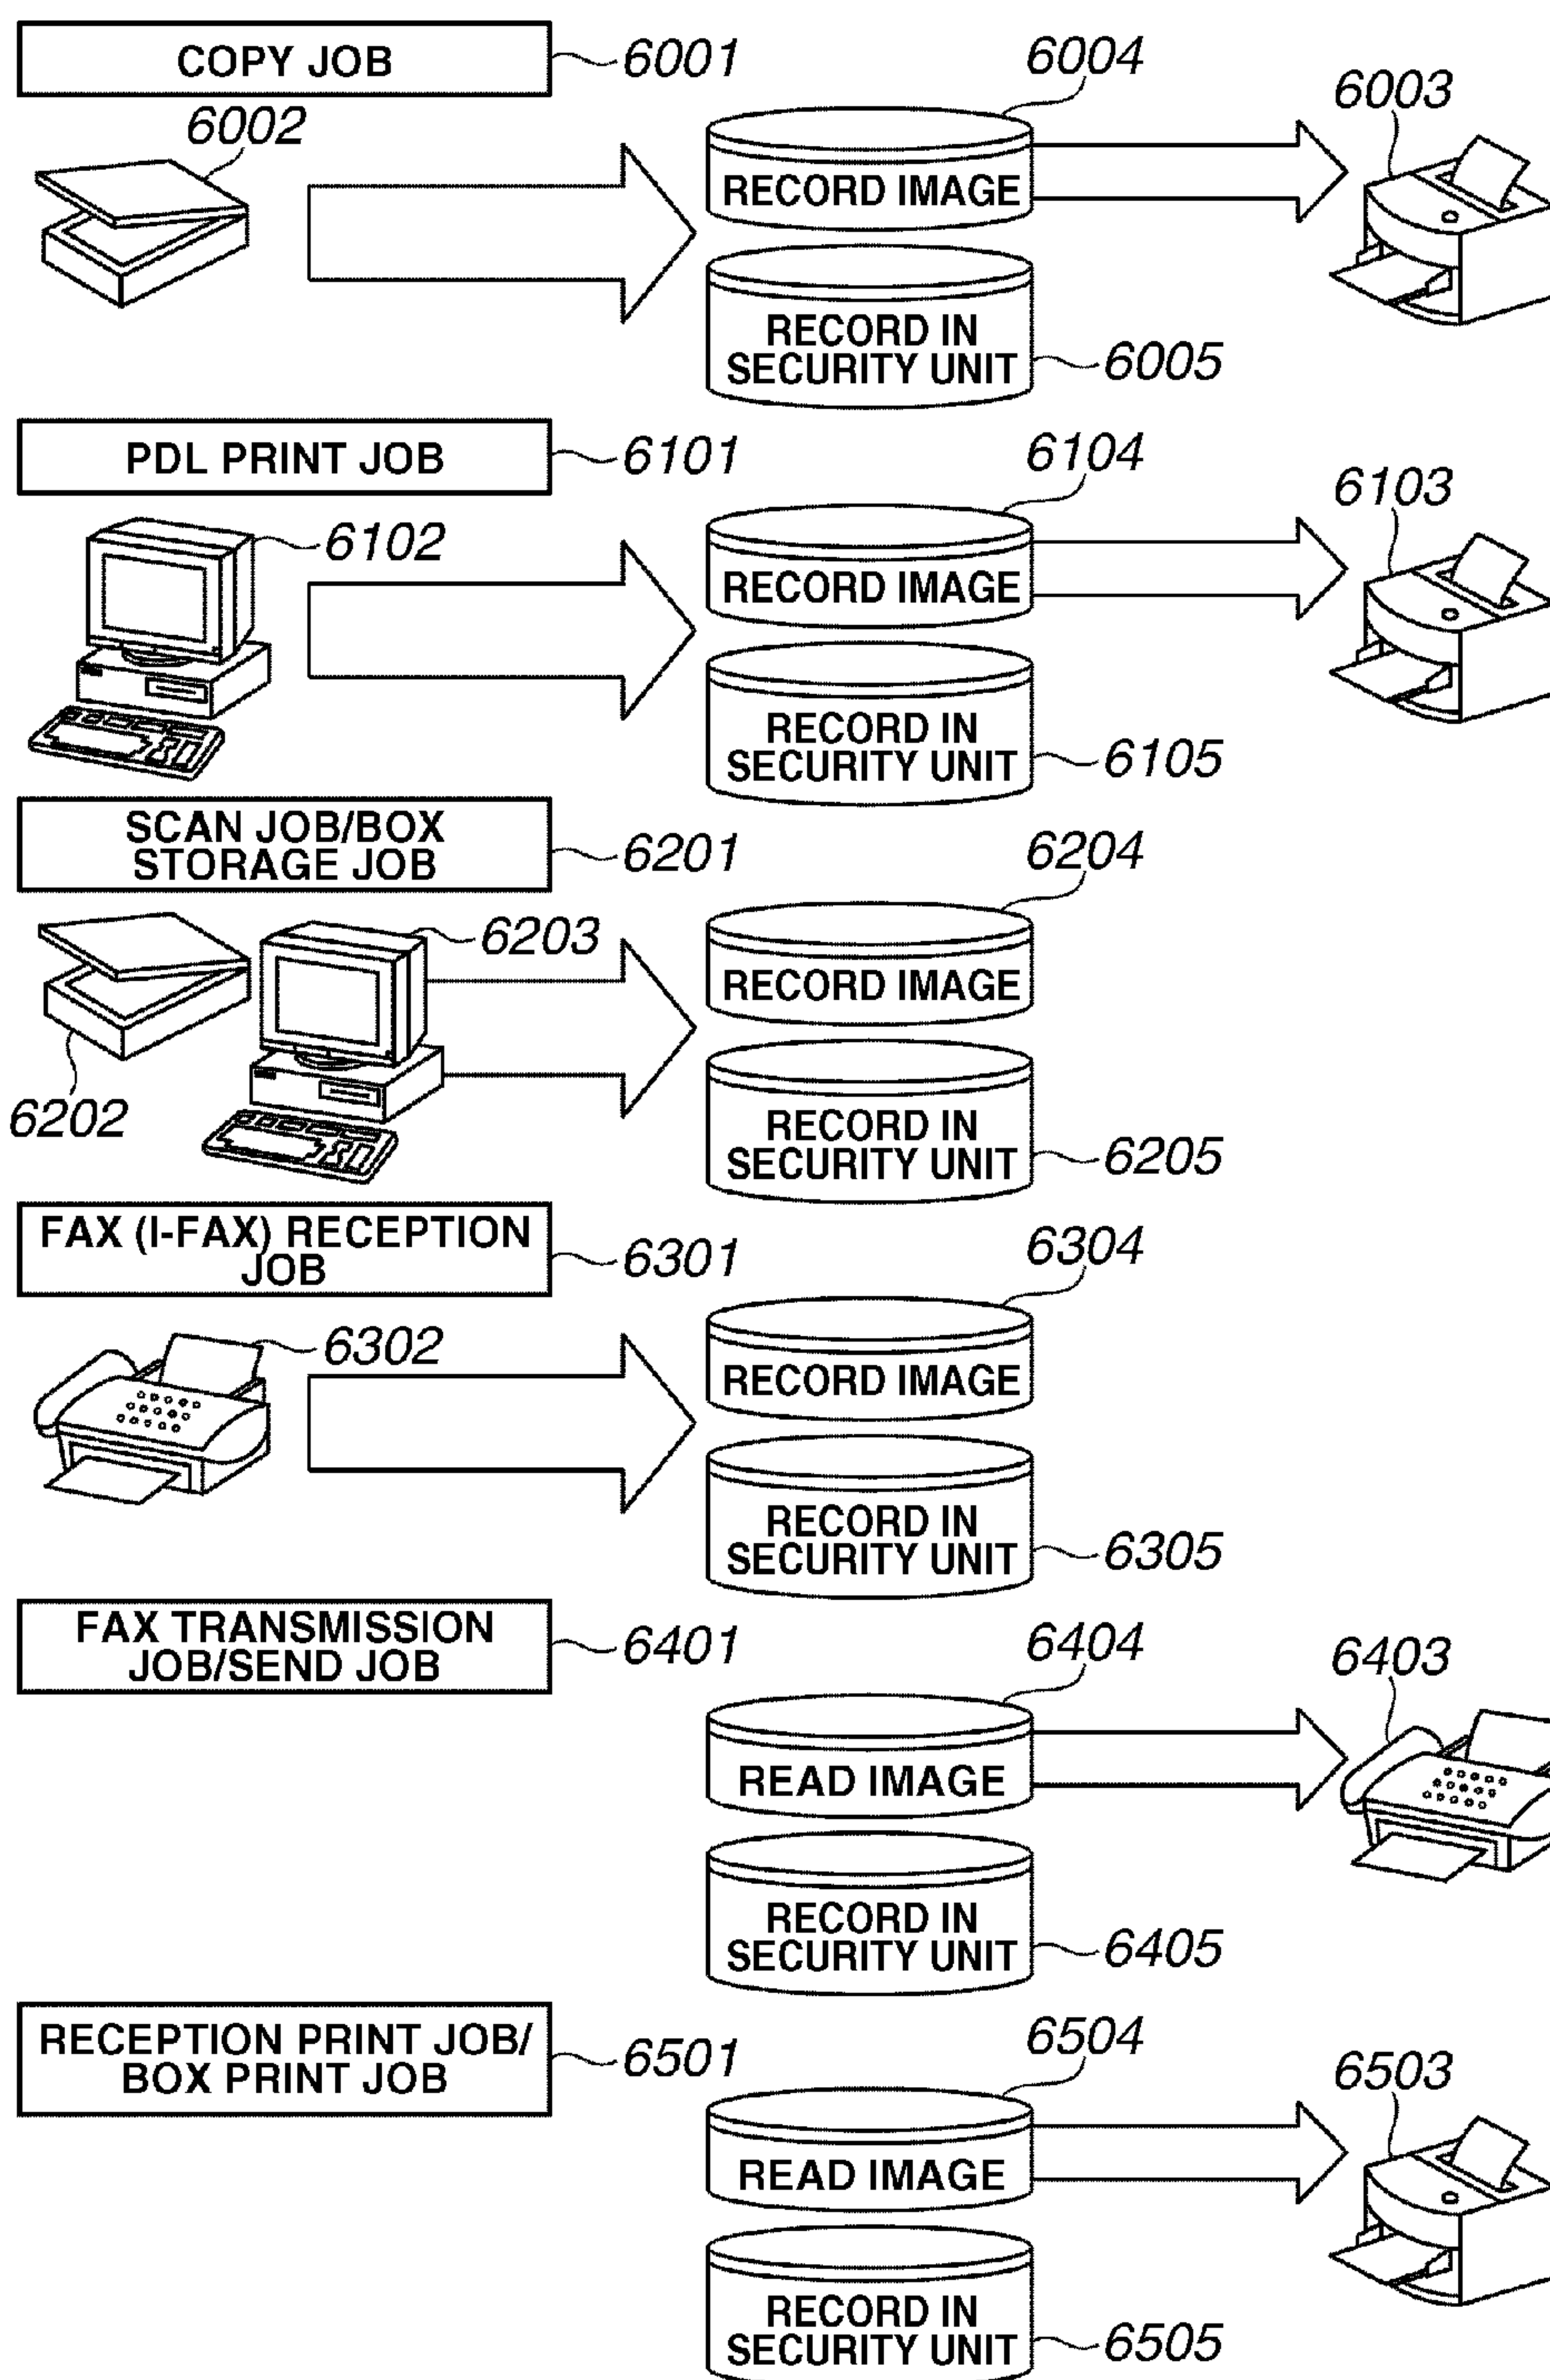 COPY JOB
6001
6002
6004
6003
RECORD IMAGE
RECORD IN
SECURITY UNIT
6005
PDL PRINT JOB
6101
6102
6104
6103
RECORD IMAGE
RECORD IN
SECURITY UNIT
6105
SCAN JOB/BOX
STORAGE JOB
6201
6202
6203
6204
RECORD IMAGE
RECORD IN
SECURITY UNIT
6205
FAX (I-FAX) RECEPTION
JOB
6301
6302
6304
RECORD IMAGE
RECORD IN
SECURITY UNIT
6305
FAX TRANSMISSION
JOB/SEND JOB
6401
6404
6403
READ IMAGE
RECORD IN
SECURITY UNIT
6405
RECEPTION PRINT JOB/
BOX PRINT JOB
6501
6504
6503
READ IMAGE
RECORD IN
SECURITY UNIT
6505